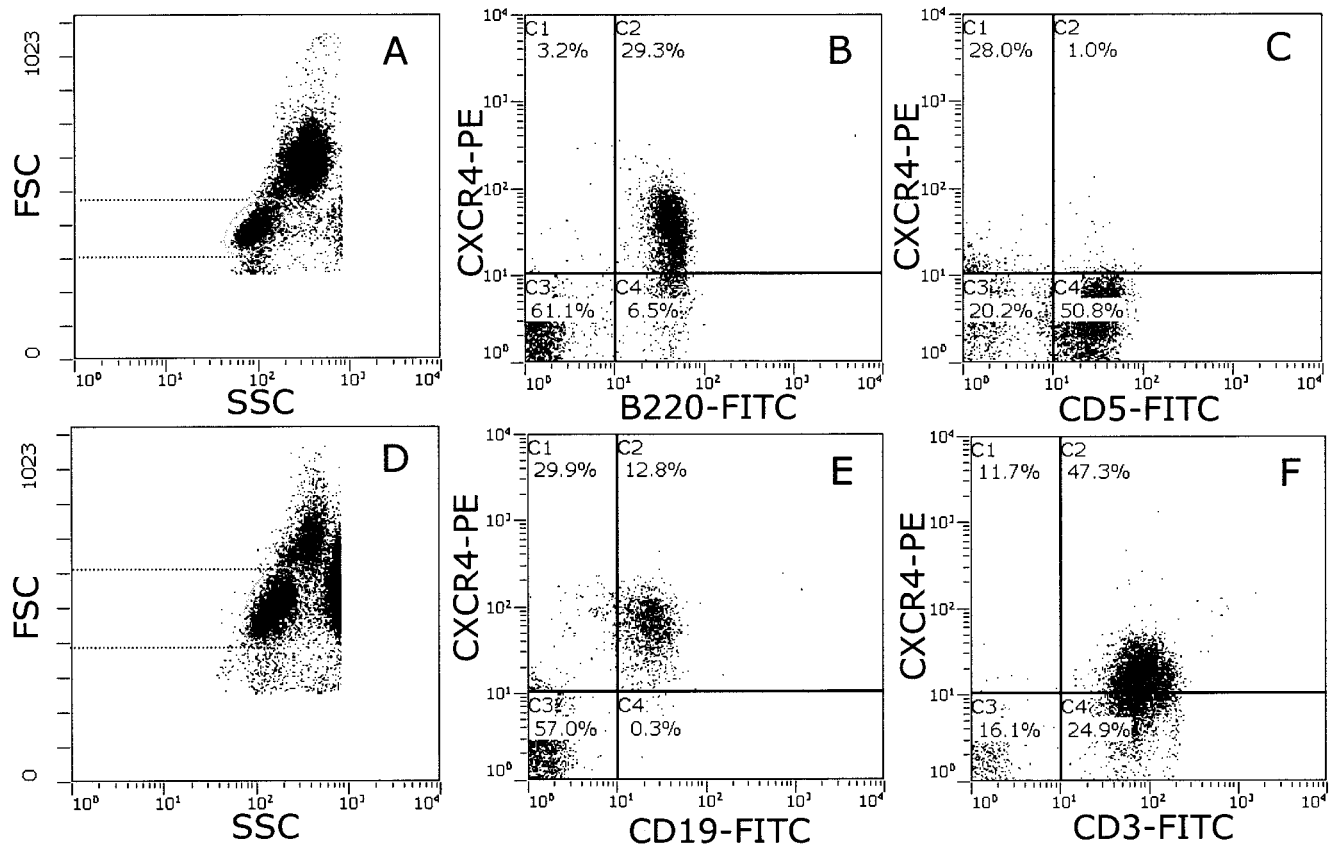 A
1023
FSC
0
10⁰ 10¹ 10² 10³ 10⁴
SSC
B
CXCR4-PE
10⁴
10³
10²
10¹
10⁰
C1
3.2%
C2
29.3%
C3
61.1%
C4
6.5%
10⁰ 10¹ 10² 10³ 10⁴
B220-FITC
C
CXCR4-PE
10⁴
10³
10²
10¹
10⁰
C1
28.0%
C2
1.0%
C3
20.2%
C4
50.8%
10⁰ 10¹ 10² 10³ 10⁴
CD5-FITC
D
1023
FSC
0
10⁰ 10¹ 10² 10³ 10⁴
SSC
E
CXCR4-PE
10⁴
10³
10²
10¹
10⁰
C1
29.9%
C2
12.8%
C3
57.0%
C4
0.3%
10⁰ 10¹ 10² 10³ 10⁴
CD19-FITC
F
CXCR4-PE
10⁴
10³
10²
10¹
10⁰
C1
11.7%
C2
47.3%
C3
16.1%
C4
24.9%
10⁰ 10¹ 10² 10³ 10⁴
CD3-FITC